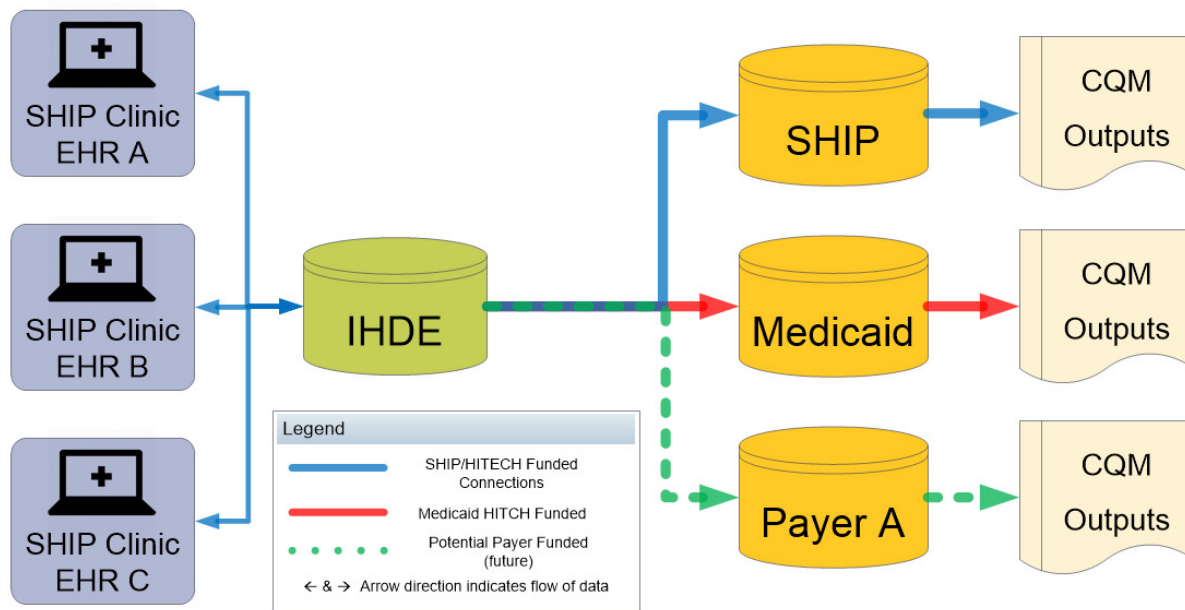 SHIP Clinic
EHR A
SHIP Clinic
EHR B
SHIP Clinic
EHR C
IHDE
SHIP
Medicaid
Payer A
CQM
Outputs
CQM
Outputs
CQM
Outputs
Legend
SHIP/HITECH Funded
Connections
Medicaid HITCH Funded
Potential Payer Funded
(future)
← & → Arrow direction indicates flow of data